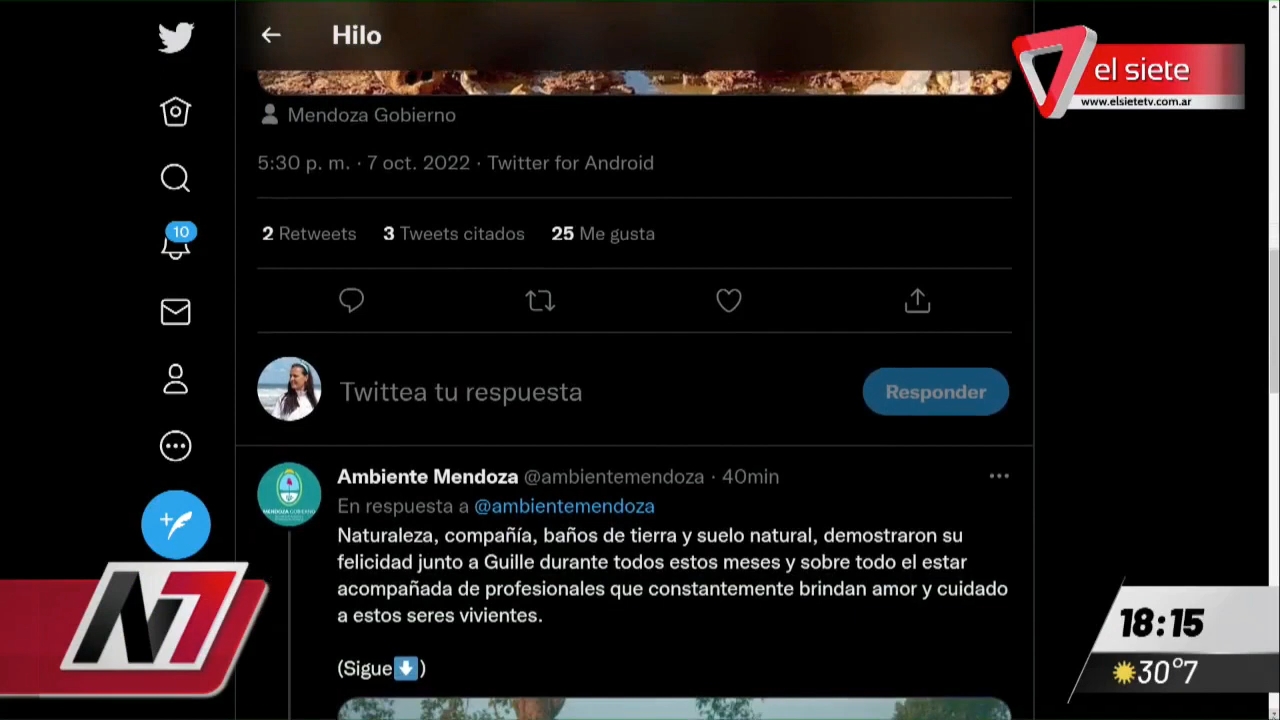 Hilo
el siete
www.elsietetv.com.ar
Mendoza Gobierno
5:30 p. m. · 7 oct. 2022 · Twitter for Android
10
2 Retweets 3 Tweets citados 25 Me gusta
Twittea tu respuesta
Responder
Ambiente Mendoza @ambientemendoza · 40min
En respuesta a @ambientemendoza
Naturaleza, compañía, baños de tierra y suelo natural, demostraron su
felicidad junto a Guille durante todos estos meses y sobre todo el estar
acompañada de profesionales que constantemente brindan amor y cuidado
a estos seres vivientes.
(Sigue⬇️)
MENDOZA GOBIERNO
N7
18:15
30°7